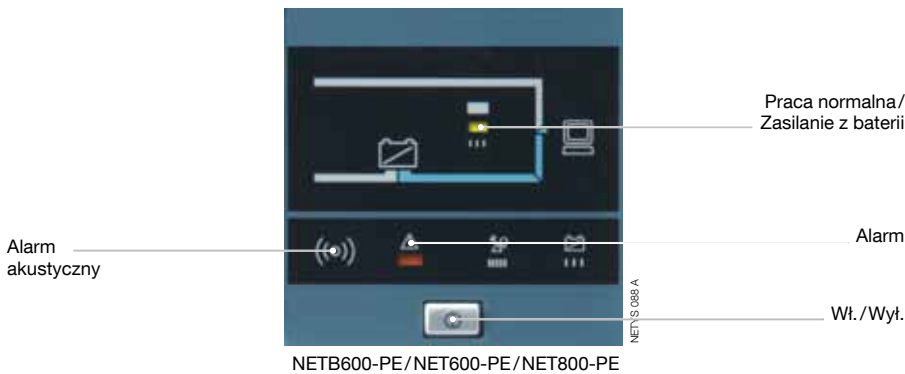 Praca normalna/
Zasilanie z baterii
Alarm
akustyczny
Alarm
Wł./Wył.
NETYS 088 A
NETB600-PE/NET600-PE/NET800-PE